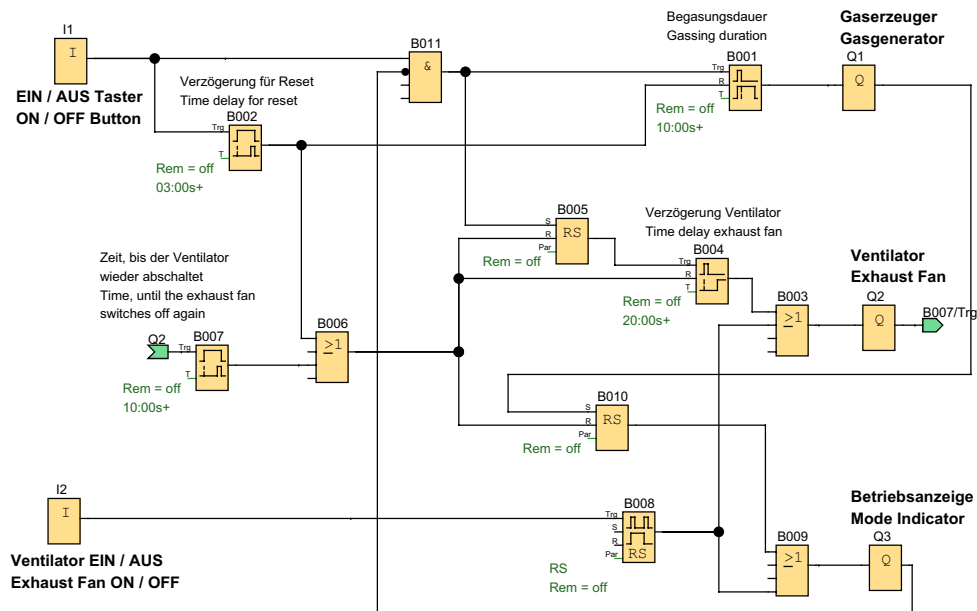 I1
I
EIN / AUS Taster
ON / OFF Button
Verzögerung für Reset
Time delay for reset
B002
Trg
T
Rem = off
03:00s+
B011
&
Begasungsdauer
Gassing duration
B001
Trg
R
T
Rem = off
10:00s+
Gaserzeuger
Gasgenerator
Q1
Q
B005
S
R
Par
RS
Rem = off
Verzögerung Ventilator
Time delay exhaust fan
B004
Trg
R
T
Rem = off
20:00s+
Ventilator
Exhaust Fan
Q2
Q
B007/Trg
B003
≥1
Zeit, bis der Ventilator
wieder abschaltet
Time, until the exhaust fan
switches off again
Q2
B007
Trg
T
Rem = off
10:00s+
B006
≥1
B010
S
R
Par
RS
Rem = off
I2
I
Ventilator EIN / AUS
Exhaust Fan ON / OFF
B008
Trg
S
R
Par
RS
RS
Rem = off
B009
≥1
Betriebsanzeige
Mode Indicator
Q3
Q